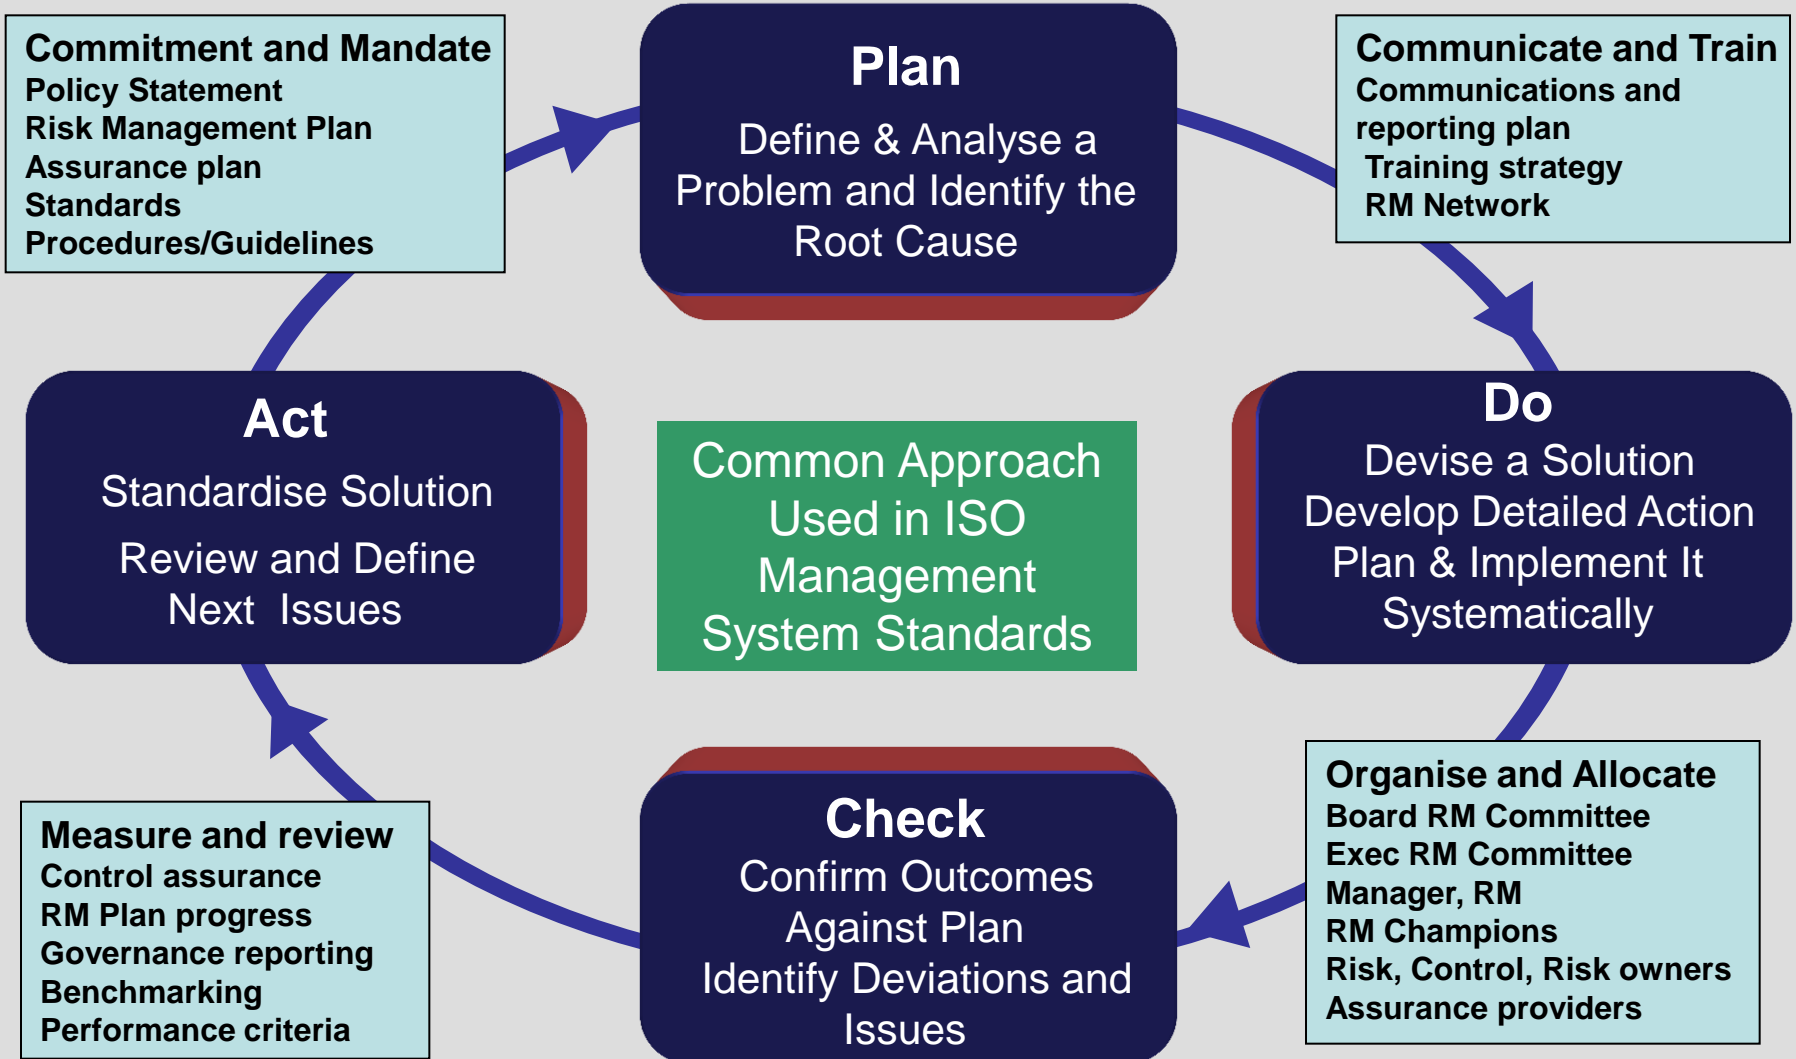 Commitment and Mandate
Policy Statement
Risk Management Plan
Assurance plan
Standards
Procedures/Guidelines
Plan
Define & Analyse a
Problem and Identify the
Root Cause
Communicate and Train
Communications and
reporting plan
Training strategy
RM Network
Act
Standardise Solution
Review and Define
Next Issues
Common Approach
Used in ISO
Management
System Standards
Do
Devise a Solution
Develop Detailed Action
Plan & Implement It
Systematically
Measure and review
Control assurance
RM Plan progress
Governance reporting
Benchmarking
Performance criteria
Check
Confirm Outcomes
Against Plan
Identify Deviations and
Issues
Organise and Allocate
Board RM Committee
Exec RM Committee
Manager, RM
RM Champions
Risk, Control, Risk owners
Assurance providers